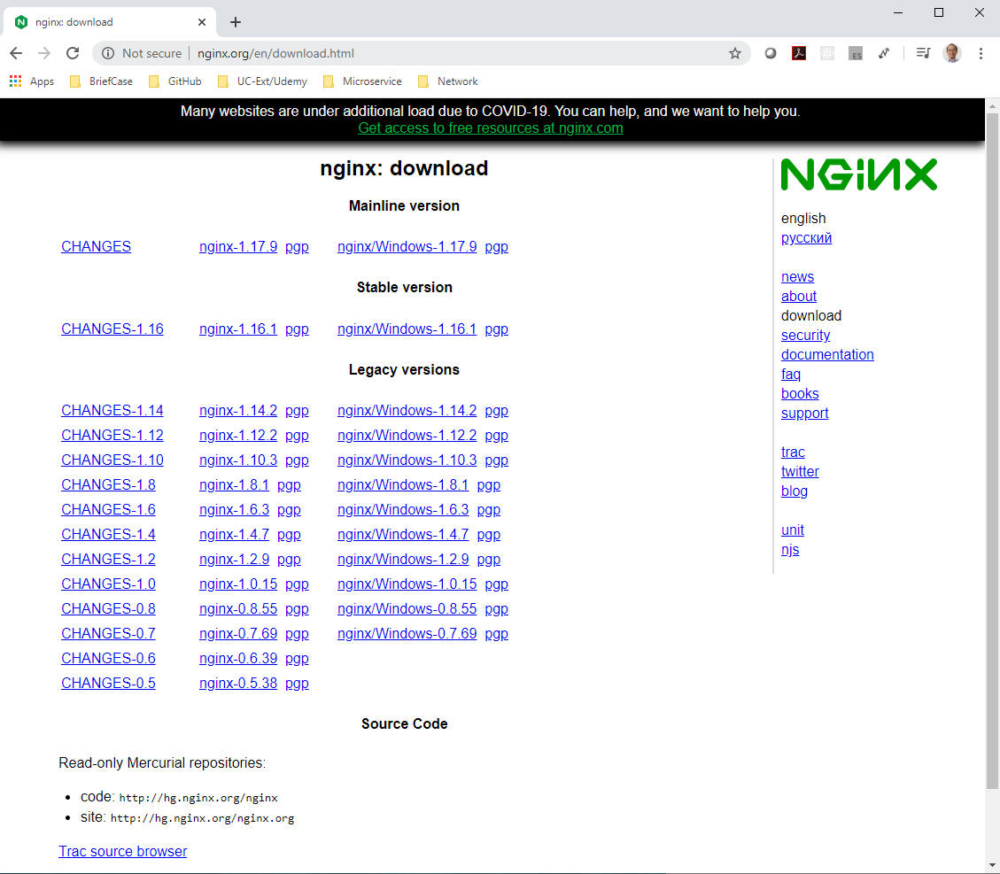 nginx: download
Not secure | nginx.org/en/download.html
Apps BriefCase GitHub UC-Ext/Udemy Microservice Network
Many websites are under additional load due to COVID-19. You can help, and we want to help you.
Get access to free resources at nginx.com
nginx: download
Mainline version
CHANGES nginx-1.17.9 pgp nginx/Windows-1.17.9 pgp
Stable version
CHANGES-1.16 nginx-1.16.1 pgp nginx/Windows-1.16.1 pgp
Legacy versions
CHANGES-1.14 nginx-1.14.2 pgp nginx/Windows-1.14.2 pgp
CHANGES-1.12 nginx-1.12.2 pgp nginx/Windows-1.12.2 pgp
CHANGES-1.10 nginx-1.10.3 pgp nginx/Windows-1.10.3 pgp
CHANGES-1.8 nginx-1.8.1 pgp nginx/Windows-1.8.1 pgp
CHANGES-1.6 nginx-1.6.3 pgp nginx/Windows-1.6.3 pgp
CHANGES-1.4 nginx-1.4.7 pgp nginx/Windows-1.4.7 pgp
CHANGES-1.2 nginx-1.2.9 pgp nginx/Windows-1.2.9 pgp
CHANGES-1.0 nginx-1.0.15 pgp nginx/Windows-1.0.15 pgp
CHANGES-0.8 nginx-0.8.55 pgp nginx/Windows-0.8.55 pgp
CHANGES-0.7 nginx-0.7.69 pgp nginx/Windows-0.7.69 pgp
CHANGES-0.6 nginx-0.6.39 pgp
CHANGES-0.5 nginx-0.5.38 pgp
Source Code
Read-only Mercurial repositories:
• code: http://hg.nginx.org/nginx
• site: http://hg.nginx.org/nginx.org
Trac source browser
NGINX
english
русский
news
about
download
security
documentation
faq
books
support
trac
twitter
blog
unit
njs
ES